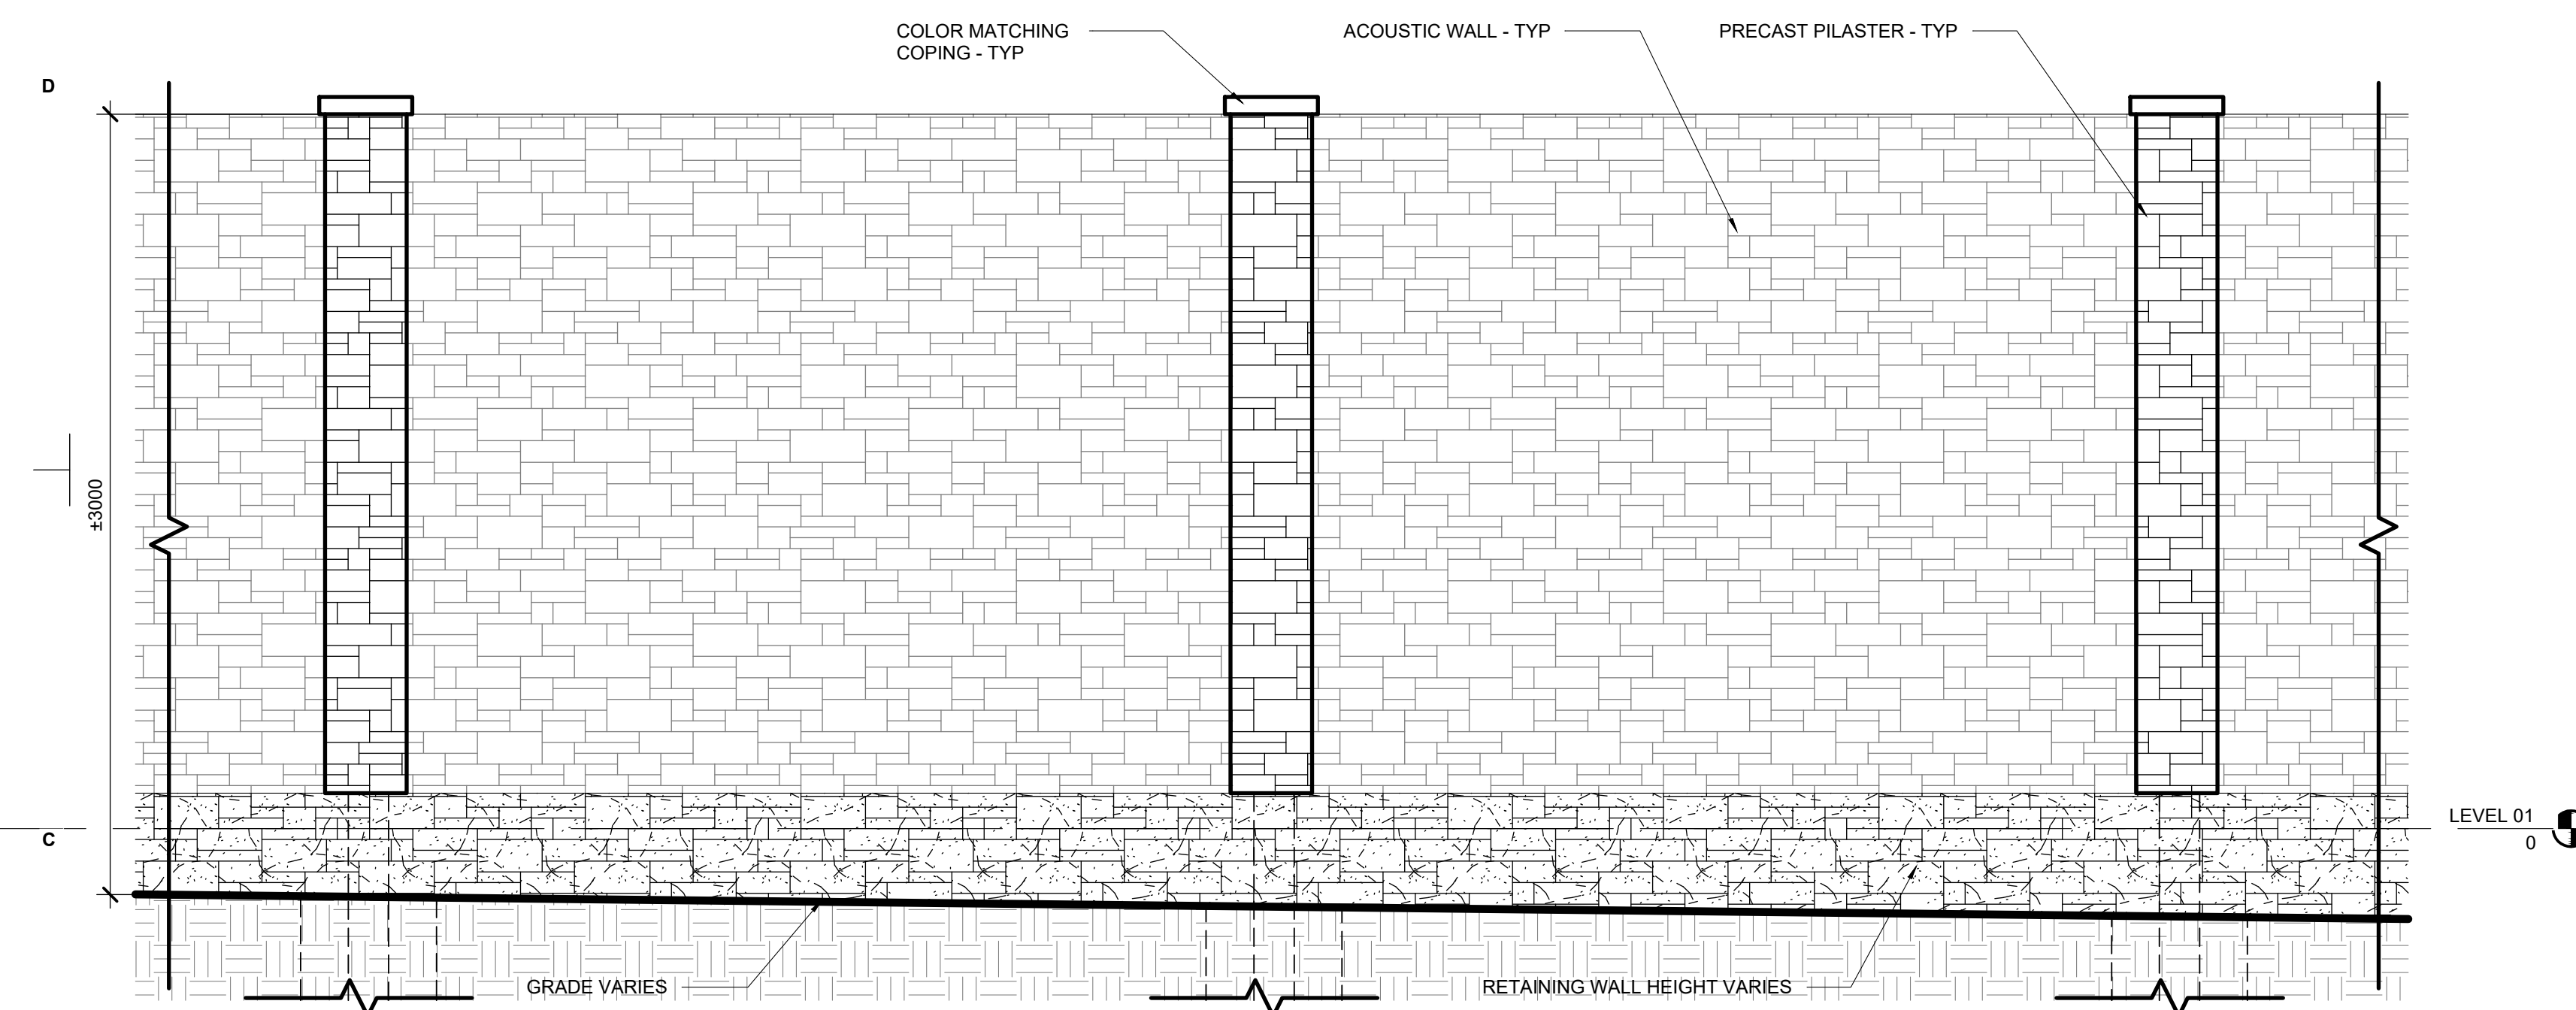 COLOR MATCHING
COPING - TYP
ACOUSTIC WALL - TYP
PRECAST PILASTER - TYP
D
±3000
C
LEVEL 01
0
GRADE VARIES
RETAINING WALL HEIGHT VARIES